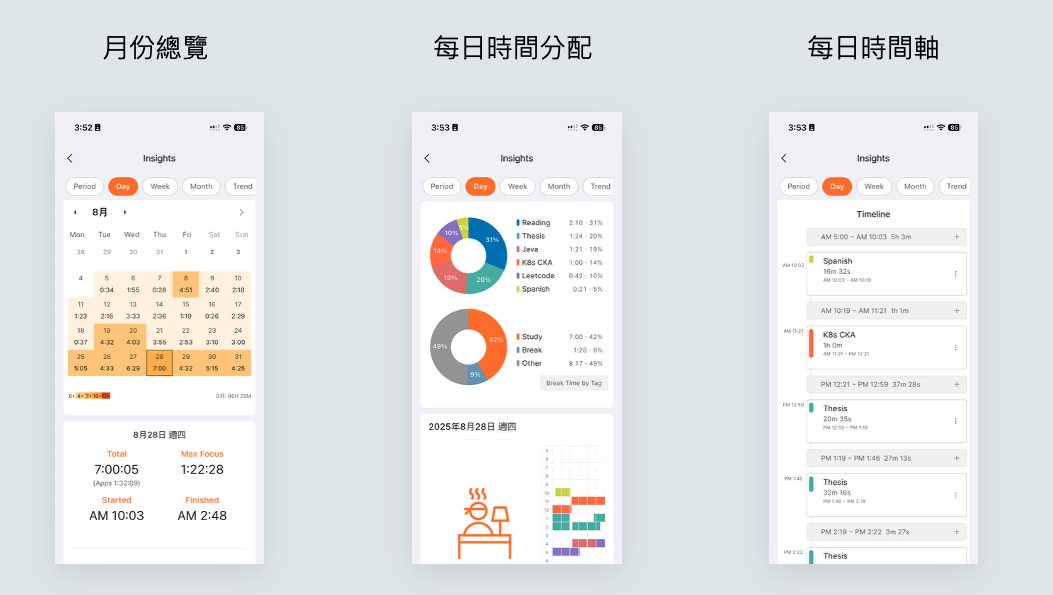 月份總覽
每日時間分配
每日時間軸
3:52
86
Insights
Period Day Week Month Trend
8月
Mon Tue Wed Thu Fri Sat Sun
28 29 30 31 1 2 3
4 5 6 7 8 9 10
0:34 1:55 0:28 4:51 2:40 2:18
11 12 13 14 15 16 17
1:23 2:16 3:33 2:36 1:19 0:26 2:29
18 19 20 21 22 23 24
0:37 4:32 4:03 3:55 2:53 3:10 3:00
25 26 27 28 29 30 31
5:05 4:33 6:29 7:00 4:32 5:15 4:25
0+ 4+ 7+ 10+
8月: 86H 29M
8月28日 週四
Total Max Focus
7:00:05 1:22:28
(Apps 1:32:09)
Started Finished
AM 10:03 AM 2:48
3:53
86
Insights
Period Day Week Month Trend
31%
20%
19%
14%
10%
Reading 2:10 · 31%
Thesis 1:24 · 20%
Java 1:21 · 19%
K8s CKA 1:00 · 14%
Leetcode 0:42 · 10%
Spanish 0:21 · 5%
42%
9%
49%
Study 7:00 · 42%
Break 1:28 · 9%
Other 8:17 · 49%
Break Time by Tag
2025年8月28日 週四
5
6
7
8
9
10
11
12
1
2
3
4
5
6
3:53
86
Insights
Period Day Week Month Trend
Timeline
AM 5:00 ~ AM 10:03 5h 3m +
AM 10:03
Spanish
16m 32s
AM 10:03 ~ AM 10:19
AM 10:19 ~ AM 11:21 1h 1m +
AM 11:21
K8s CKA
1h 0m
AM 11:21 ~ PM 12:21
PM 12:21 ~ PM 12:59 37m 28s +
PM 12:59
Thesis
20m 35s
PM 12:59 ~ PM 1:19
PM 1:19 ~ PM 1:46 27m 13s +
PM 1:46
Thesis
32m 16s
PM 1:46 ~ PM 2:19
PM 2:19 ~ PM 2:22 3m 27s +
PM 2:22
Thesis